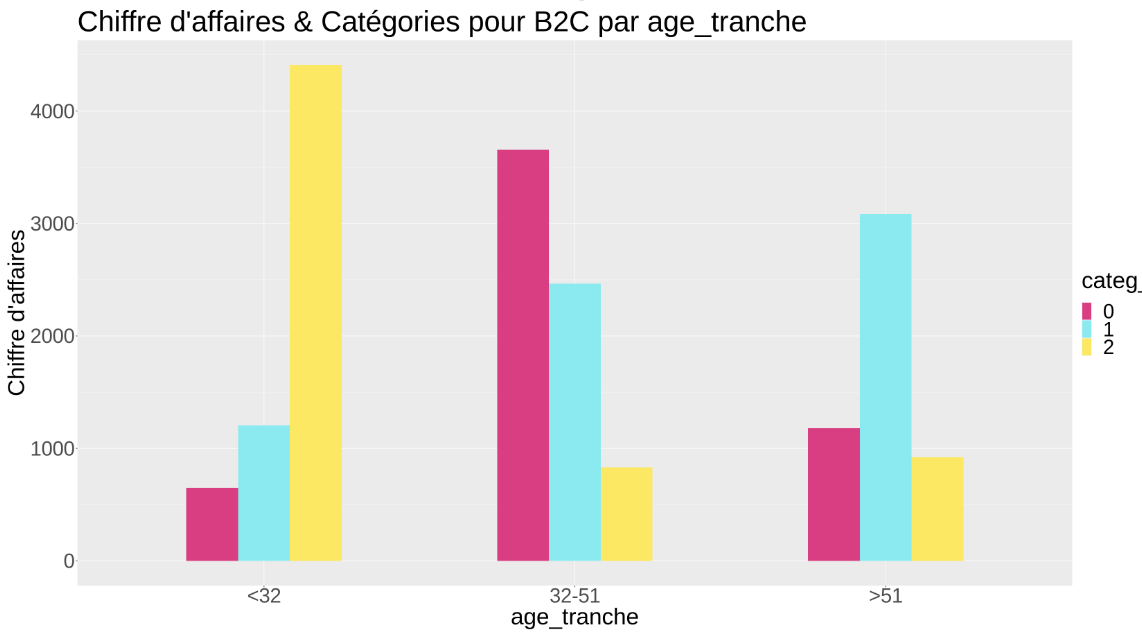 Chiffre d'affaires & Catégories pour B2C par age_tranche
Chiffre d'affaires
4000
3000
2000
1000
0
<32
32-51
>51
age_tranche
categ_
0
1
2